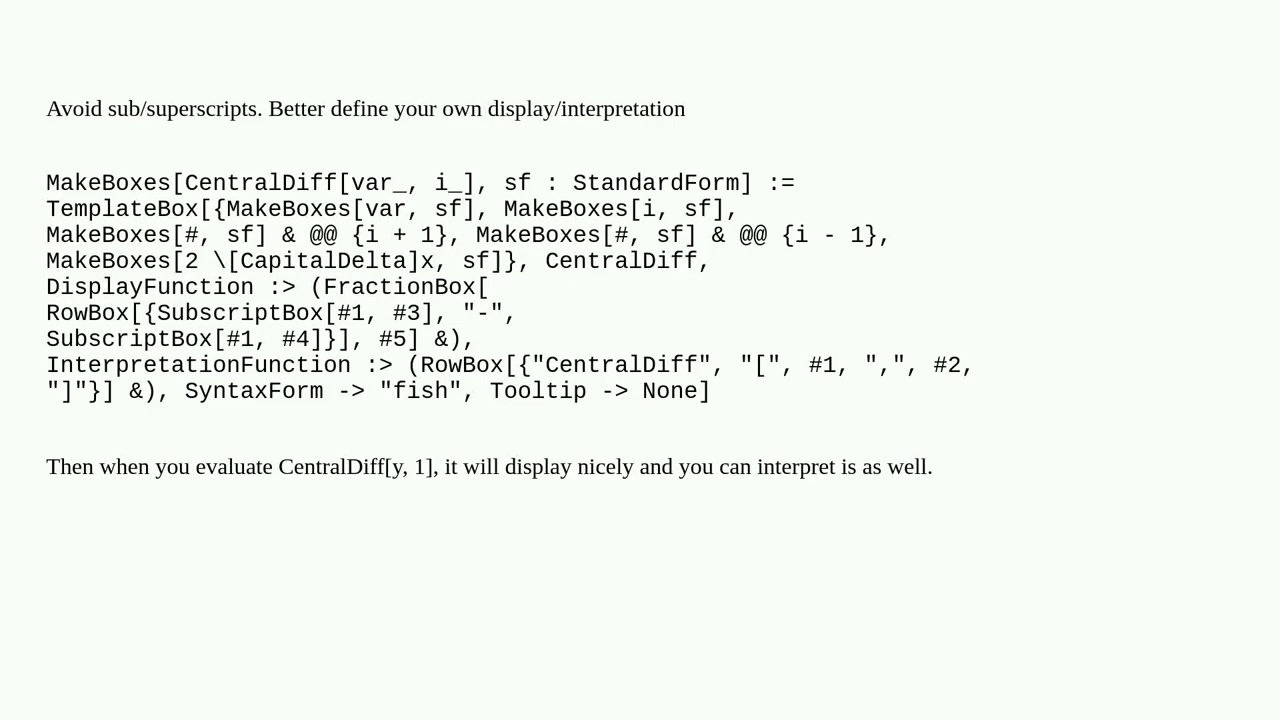 Avoid sub/superscripts. Better define your own display/interpretation
MakeBoxes[CentralDiff[var_, i_], sf : StandardForm] :=
TemplateBox[{MakeBoxes[var, sf], MakeBoxes[i, sf],
MakeBoxes[#, sf] & @@ {i + 1}, MakeBoxes[#, sf] & @@ {i - 1},
MakeBoxes[2 \[CapitalDelta]x, sf]}, CentralDiff,
DisplayFunction :> (FractionBox[
RowBox[{SubscriptBox[#1, #3], "-",
SubscriptBox[#1, #4]}], #5] &),
InterpretationFunction :> (RowBox[{"CentralDiff", "[", #1, ",", #2,
"]"}] &), SyntaxForm -> "fish", Tooltip -> None]
Then when you evaluate CentralDiff[y, 1], it will display nicely and you can interpret is as well.